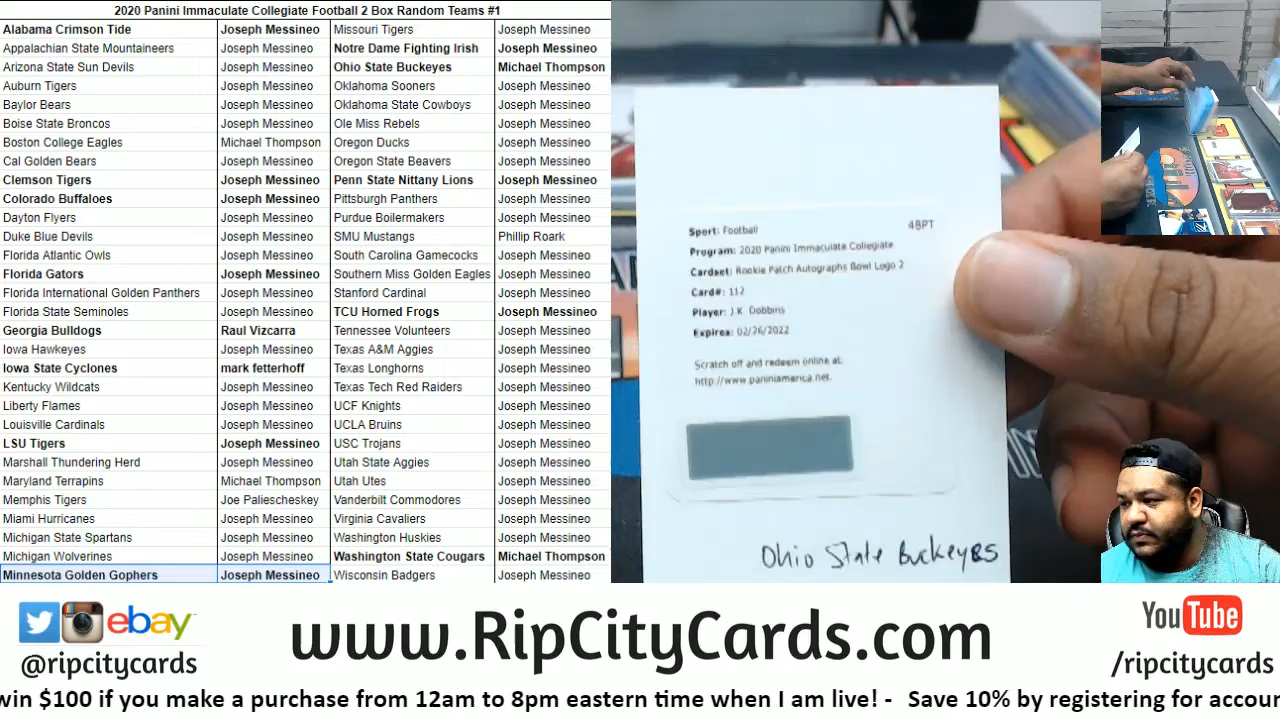 2020 Panini Immaculate Collegiate Football 2 Box Random Teams #1
Alabama Crimson Tide Joseph Messineo Missouri Tigers Joseph Messineo
Appalachian State Mountaineers Joseph Messineo Notre Dame Fighting Irish Joseph Messineo
Arizona State Sun Devils Joseph Messineo Ohio State Buckeyes Michael Thompson
Auburn Tigers Joseph Messineo Oklahoma Sooners Joseph Messineo
Baylor Bears Joseph Messineo Oklahoma State Cowboys Joseph Messineo
Boise State Broncos Joseph Messineo Ole Miss Rebels Joseph Messineo
Boston College Eagles Michael Thompson Oregon Ducks Joseph Messineo
Cal Golden Bears Joseph Messineo Oregon State Beavers Joseph Messineo
Clemson Tigers Joseph Messineo Penn State Nittany Lions Joseph Messineo
Colorado Buffaloes Joseph Messineo Pittsburgh Panthers Joseph Messineo
Dayton Flyers Joseph Messineo Purdue Boilermakers Joseph Messineo
Duke Blue Devils Joseph Messineo SMU Mustangs Phillip Roark
Florida Atlantic Owls Joseph Messineo South Carolina Gamecocks Joseph Messineo
Florida Gators Joseph Messineo Southern Miss Golden Eagles Joseph Messineo
Florida International Golden Panthers Joseph Messineo Stanford Cardinal Joseph Messineo
Florida State Seminoles Joseph Messineo TCU Horned Frogs Joseph Messineo
Georgia Bulldogs Raul Vizcarra Tennessee Volunteers Joseph Messineo
Iowa Hawkeyes Joseph Messineo Texas A&M Aggies Joseph Messineo
Iowa State Cyclones mark fetterhoff Texas Longhorns Joseph Messineo
Kentucky Wildcats Joseph Messineo Texas Tech Red Raiders Joseph Messineo
Liberty Flames Joseph Messineo UCF Knights Joseph Messineo
Louisville Cardinals Joseph Messineo UCLA Bruins Joseph Messineo
LSU Tigers Joseph Messineo USC Trojans Joseph Messineo
Marshall Thundering Herd Joseph Messineo Utah State Aggies Joseph Messineo
Maryland Terrapins Michael Thompson Utah Utes Joseph Messineo
Memphis Tigers Joe Paliescheskey Vanderbilt Commodores Joseph Messineo
Miami Hurricanes Joseph Messineo Virginia Cavaliers Joseph Messineo
Michigan State Spartans Joseph Messineo Washington Huskies Joseph Messineo
Michigan Wolverines Joseph Messineo Washington State Cougars Michael Thompson
Minnesota Golden Gophers Joseph Messineo Wisconsin Badgers Joseph Messineo
Sport: Football 48PT
Program: 2020 Panini Immaculate Collegiate
Cardset: Rookie Patch Autographs Bowl Logo 2
Card#: 112
Player: J.K. Dobbins
Expires: 02/26/2022
Scratch off and redeem online at:
http://www.paniniamerica.net.
Ohio State Buckeyes
ebay
@ripcitycards
www.RipCityCards.com
YouTube
/ripcitycards
win $100 if you make a purchase from 12am to 8pm eastern time when I am live! - Save 10% by registering for accour